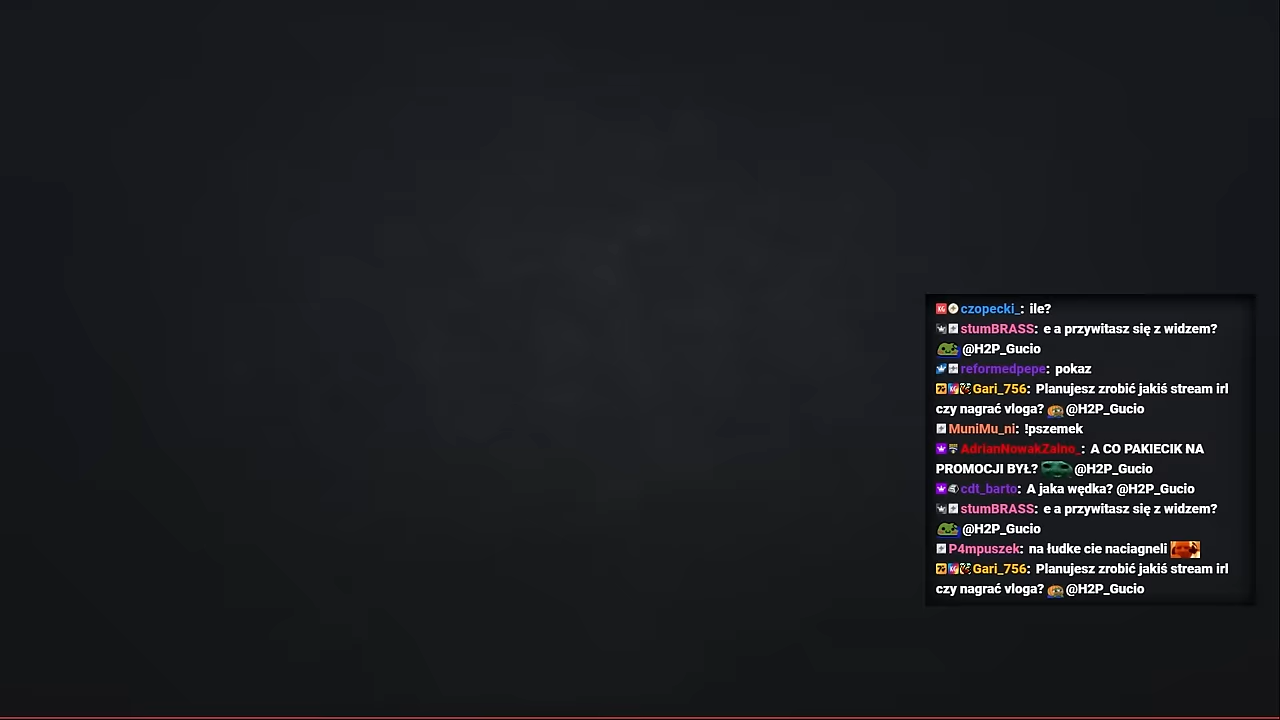 czopecki_: ile?
stumBRASS: e a przywitasz się z widzem?
@H2P_Gucio
reformedpepe: pokaz
Gari_756: Planujesz zrobić jakiś stream irl
czy nagrać vloga? @H2P_Gucio
MuniMu_ni: !pszemek
AdrianNowakZaino_: A CO PAKIECIK NA
PROMOCJI BYŁ? @H2P_Gucio
cdt_barto: A jaka wędka? @H2P_Gucio
stumBRASS: e a przywitasz się z widzem?
@H2P_Gucio
P4mpuszek: na łudke cie naciagneli
Gari_756: Planujesz zrobić jakiś stream irl
czy nagrać vloga? @H2P_Gucio